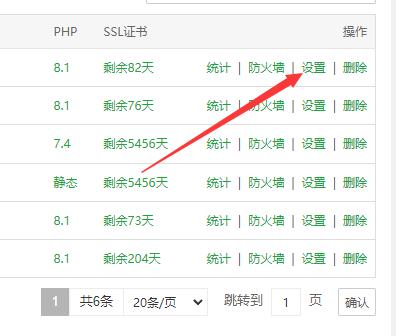 PHP SSL证书 操作
8.1 剩余82天 统计 | 防火墙 | 设置 | 删除
8.1 剩余76天 统计 | 防火墙 | 设置 | 删除
7.4 剩余5456天 统计 | 防火墙 | 设置 | 删除
静态 剩余5456天 统计 | 防火墙 | 设置 | 删除
8.1 剩余73天 统计 | 防火墙 | 设置 | 删除
8.1 剩余204天 统计 | 防火墙 | 设置 | 删除
1 共6条 20条/页 跳转到 1 页 确认